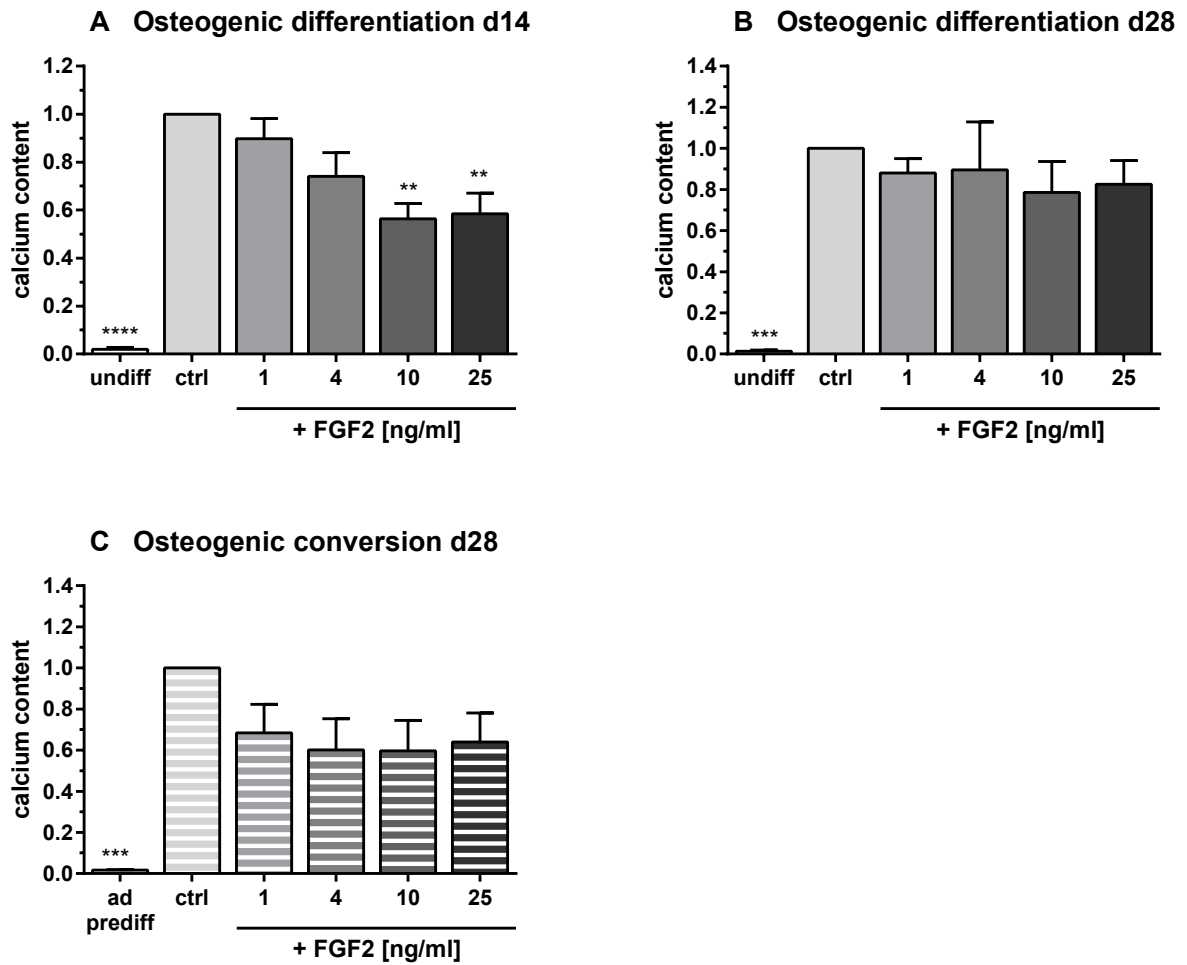 A Osteogenic differentiation d14
calcium content
1.2
1.0
0.8
0.6
0.4
0.2
0.0
****
**
**
undiff ctrl 1 4 10 25
+ FGF2 [ng/ml]
B Osteogenic differentiation d28
calcium content
1.4
1.2
1.0
0.8
0.6
0.4
0.2
0.0
***
undiff ctrl 1 4 10 25
+ FGF2 [ng/ml]
C Osteogenic conversion d28
calcium content
1.4
1.2
1.0
0.8
0.6
0.4
0.2
0.0
***
ad ctrl 1 4 10 25
prediff
+ FGF2 [ng/ml]